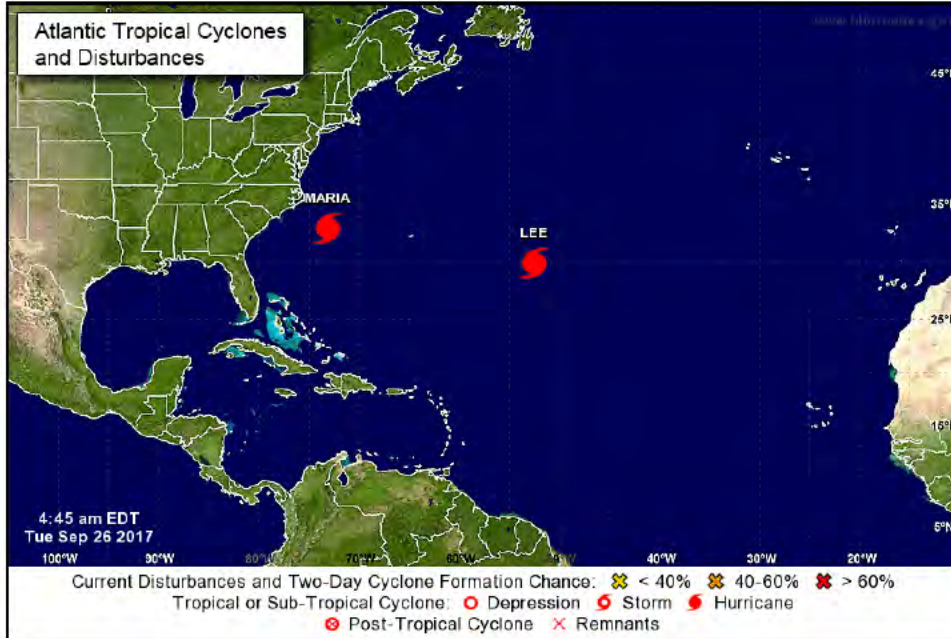 Atlantic Tropical Cyclones
and Disturbances
45°
MARIA
35°N
LEE
25°N
15°N
5°N
4:45 am EDT
Tue Sep 26 2017
100°W 90°W 80°W 70°W 60°W 50°W 40°W 30°W 20°W
Current Disturbances and Two-Day Cyclone Formation Chance: < 40% 40-60% > 60%
Tropical or Sub-Tropical Cyclone: Depression Storm Hurricane
Post-Tropical Cyclone Remnants